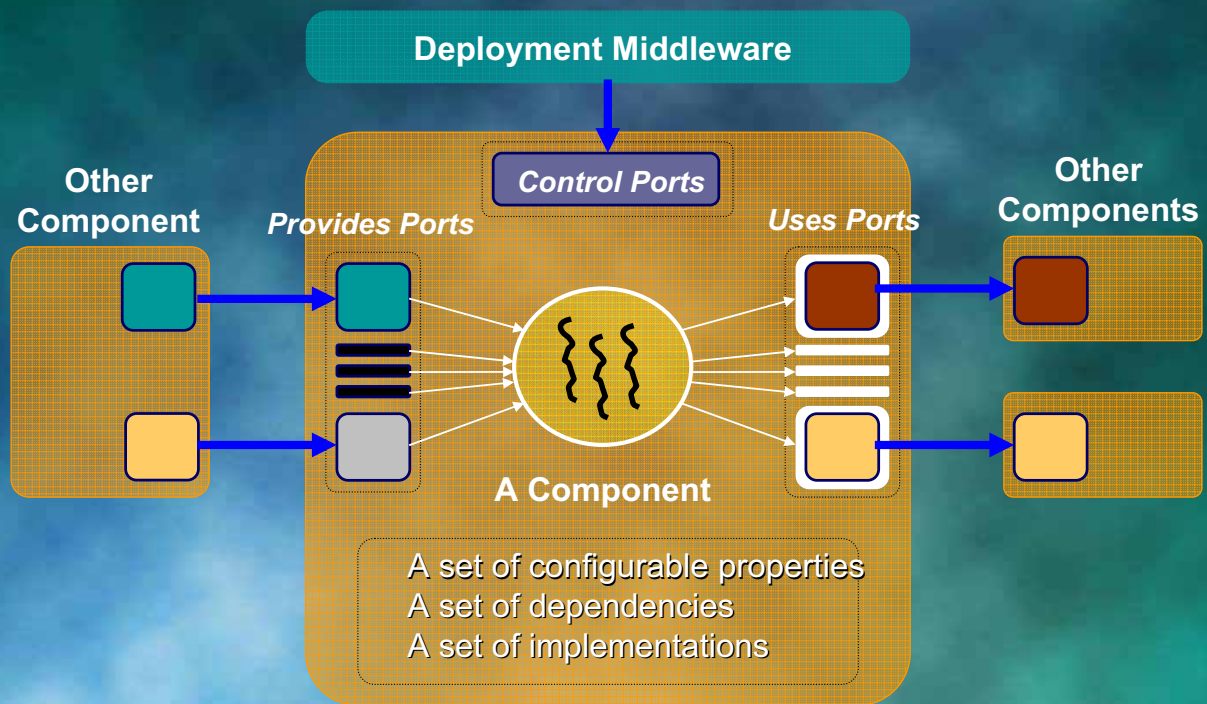 Deployment Middleware
Control Ports
Other
Component
Provides Ports
Uses Ports
Other
Components
A Component
A set of configurable properties
A set of dependencies
A set of implementations